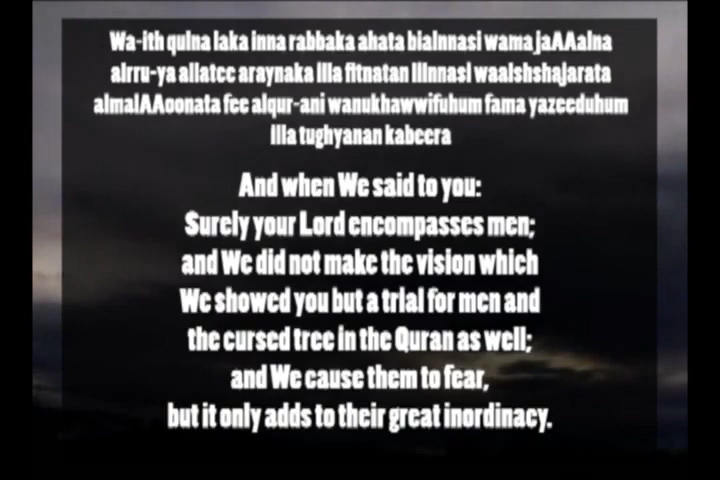 Wa-ith qulna laka inna rabbaka ahata bialnnasi wama jaAAalna
alrru-ya allatee araynaka illa fitnatan lilnnasi waalshshajarata
almalAAoonata fee alqur-ani wanukhawwifuhum fama yazeeduhum
illa tughyanan kabeera
And when We said to you:
Surely your Lord encompasses men;
and We did not make the vision which
We showed you but a trial for men and
the cursed tree in the Quran as well;
and We cause them to fear,
but it only adds to their great inordinacy.